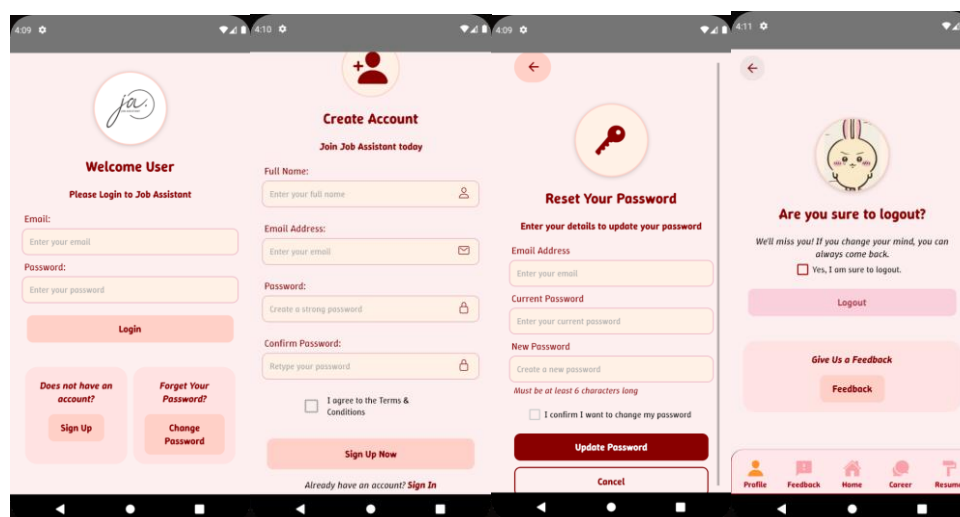 4:09
ja.
Welcome User
Please Login to Job Assistant
Email:
Enter your email
Password:
Enter your password
Login
Does not have an
account?
Sign Up
Forget Your
Password?
Change
Password
4:10
Create Account
Join Job Assistant today
Full Name:
Enter your full name
Email Address:
Enter your email
Password:
Create a strong password
Confirm Password:
Retype your password
I agree to the Terms &
Conditions
Sign Up Now
Already have an account? Sign In
4:09
Reset Your Password
Enter your details to update your password
Email Address
Enter your email
Current Password
Enter your current password
New Password
Create a new password
Must be at least 6 characters long
I confirm I want to change my password
Update Password
Cancel
4:11
Are you sure to logout?
We'll miss you! If you change your mind, you can
always come back.
Yes, I am sure to logout.
Logout
Give Us a Feedback
Feedback
Profile Feedback Home Career Resume